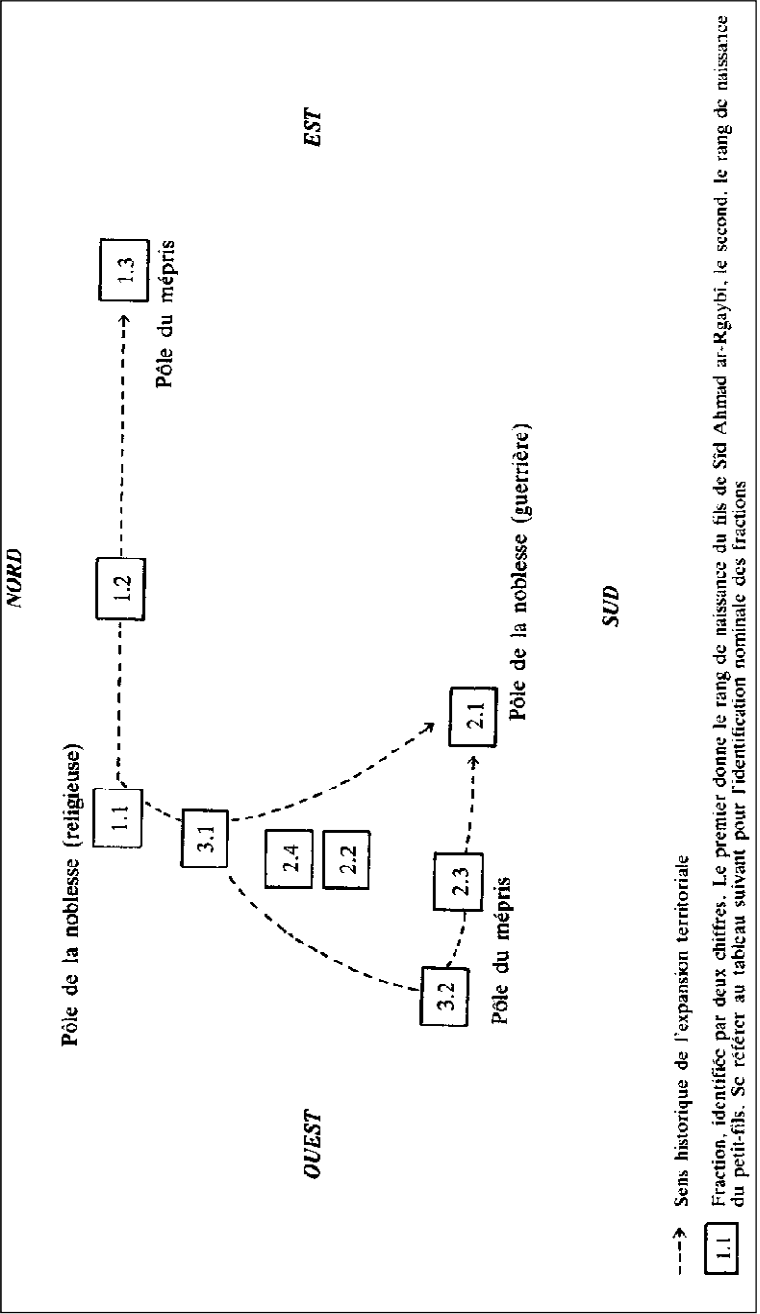 NORD
Pôle de la noblesse (religieuse)
1.1
1.2
1.3
Pôle du mépris
3.1
OUEST
EST
2.4
2.2
3.2
2.3
2.1
Pôle du mépris
Pôle de la noblesse (guerrière)
SUD
Sens historique de l'expansion territoriale
1.1
Fraction, identifiée par deux chiffres. Le premier donne le rang de naissance du fils de Sîd Ahmad ar-Rgaybi, le second, le rang de naissance
du petit-fils. Se référer au tableau suivant pour l'identification nominale des fractions